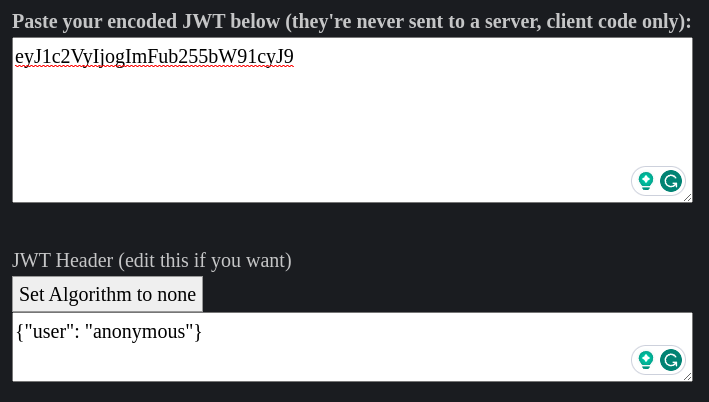 Paste your encoded JWT below (they're never sent to a server, client code only):
eyJ1c2VyIjogImFub255bW91cyJ9
JWT Header (edit this if you want)
Set Algorithm to none
{"user": "anonymous"}